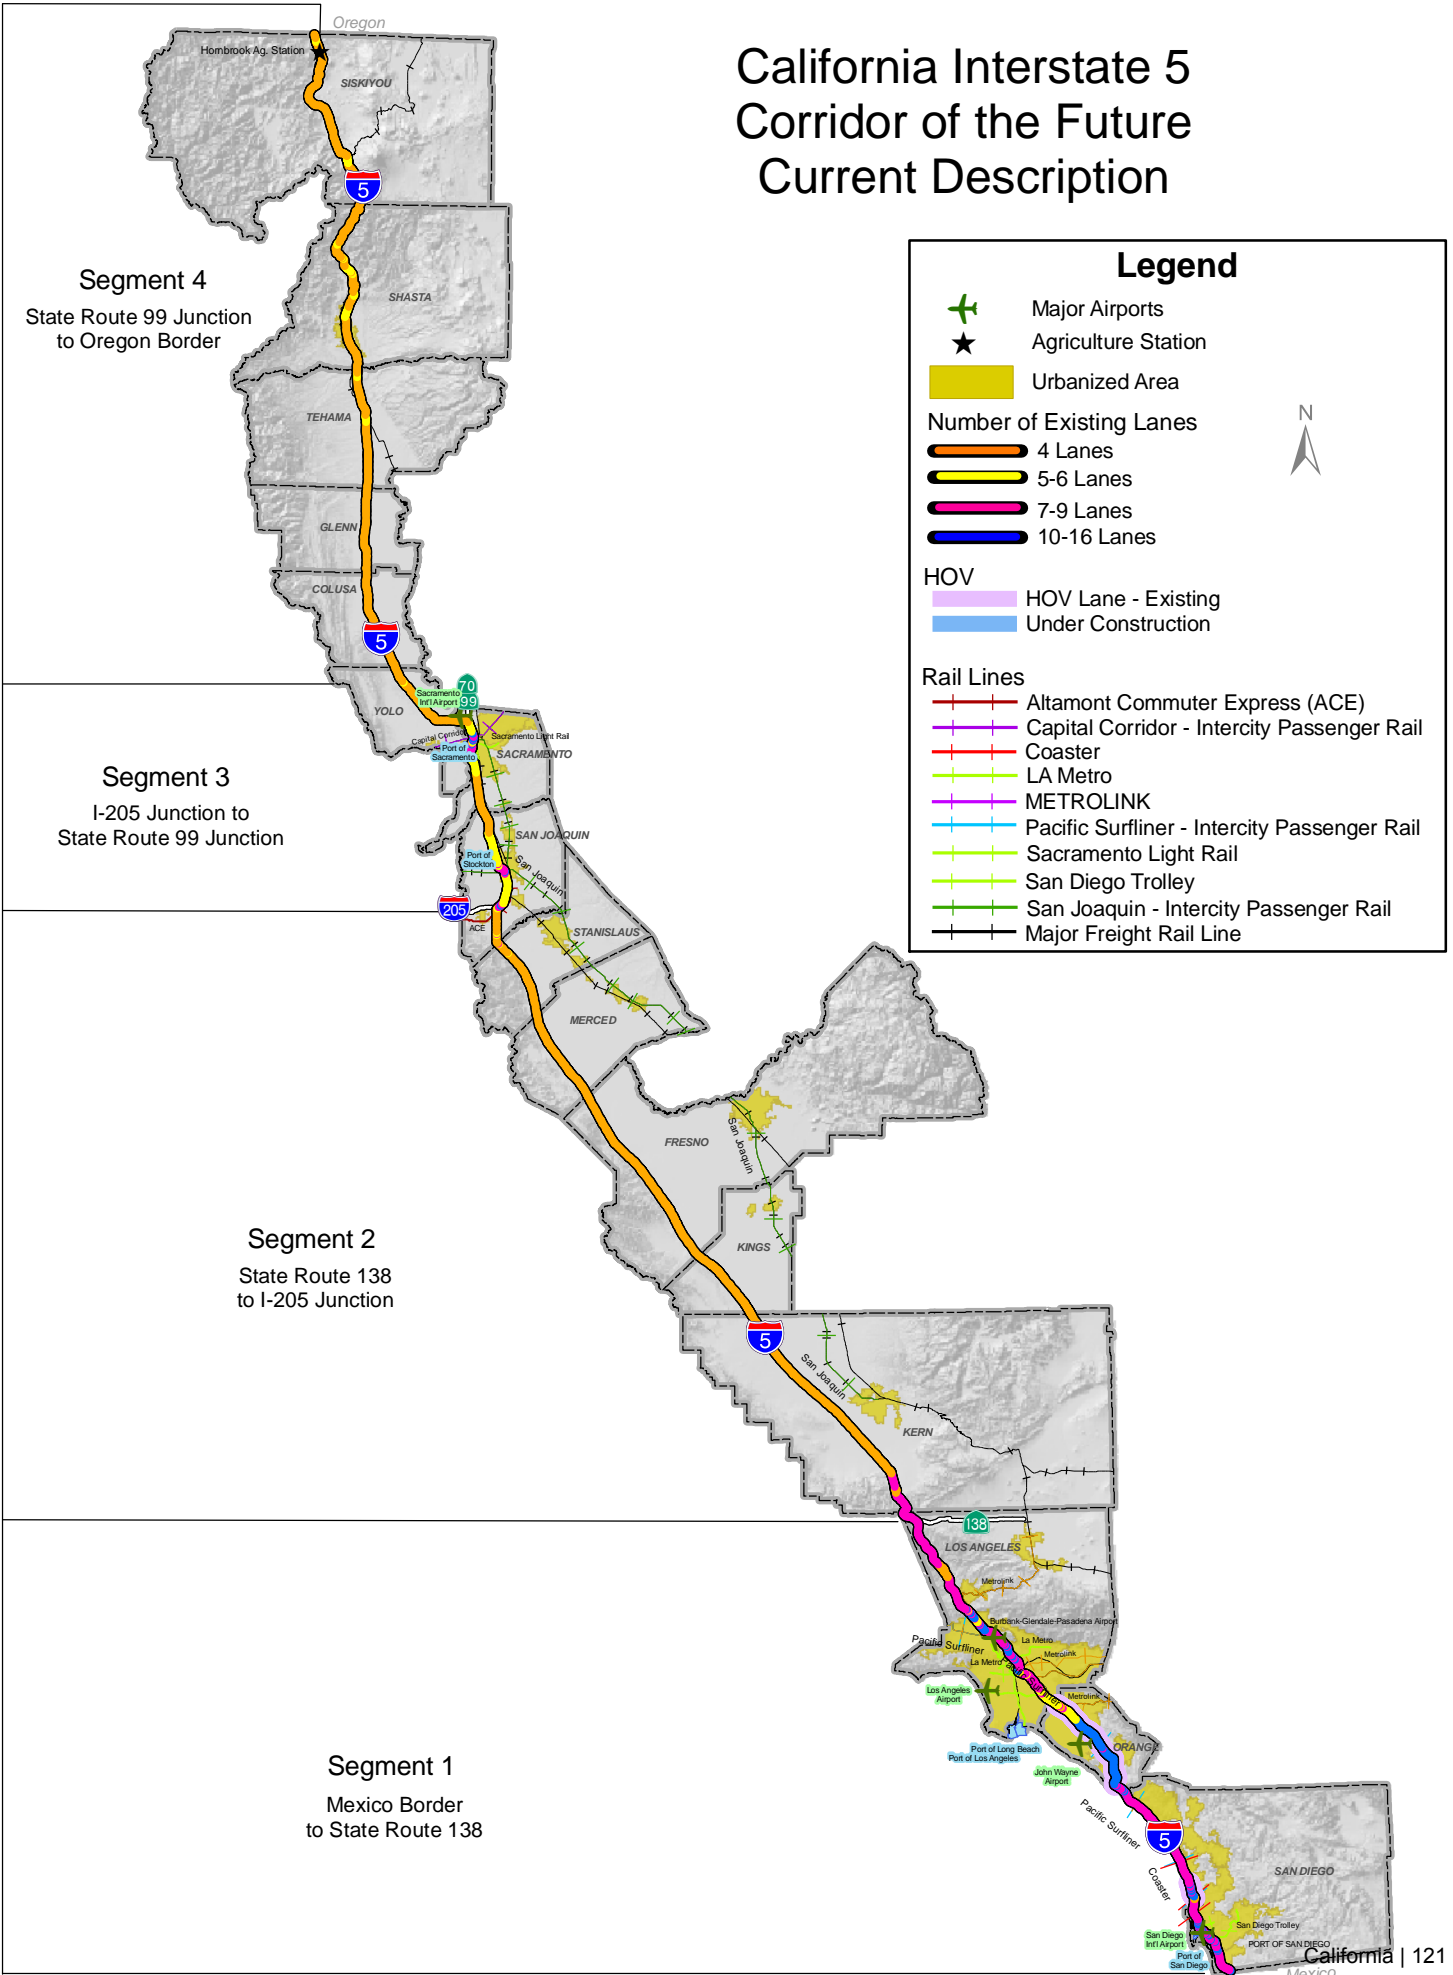 California Interstate 5
Corridor of the Future
Current Description
Oregon
Hornbrook Ag. Station
SISKIYOU
5
Segment 4
State Route 99 Junction
to Oregon Border
SHASTA
TEHAMA
GLENN
COLUSA
5
YOLO
Sacramento
Int'l Airport
70
99
Capital Corridor
Sacramento Light Rail
Port of
Sacramento
SACRAMENTO
Segment 3
I-205 Junction to
State Route 99 Junction
SAN JOAQUIN
Port of
Stockton
San Joaquin
205
ACE
STANISLAUS
MERCED
FRESNO
San Joaquin
KINGS
Segment 2
State Route 138
to I-205 Junction
5
San Joaquin
KERN
138
LOS ANGELES
Metrolink
Burbank-Glendale-Pasadena Airport
Pacific Surfliner
La Metro
La Metro
Metrolink
Los Angeles
Airport
Metrolink
Port of Long Beach
Port of Los Angeles
ORANGE
John Wayne
Airport
Segment 1
Mexico Border
to State Route 138
Pacific Surfliner
5
Coaster
SAN DIEGO
San Diego Trolley
San Diego
Int'l Airport
PORT OF SAN DIEGO
Port of
San Diego
California | 121
Mexico
Legend
Major Airports
Agriculture Station
Urbanized Area
Number of Existing Lanes
4 Lanes
5-6 Lanes
7-9 Lanes
10-16 Lanes
N
HOV
HOV Lane - Existing
Under Construction
Rail Lines
Altamont Commuter Express (ACE)
Capital Corridor - Intercity Passenger Rail
Coaster
LA Metro
METROLINK
Pacific Surfliner - Intercity Passenger Rail
Sacramento Light Rail
San Diego Trolley
San Joaquin - Intercity Passenger Rail
Major Freight Rail Line